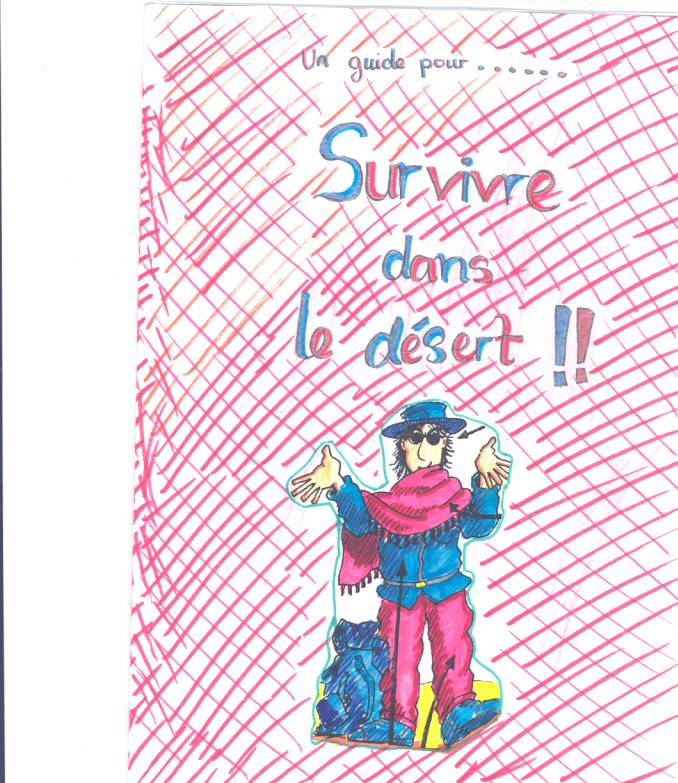 Un guide pour......
Survivre
dans
le désert !!